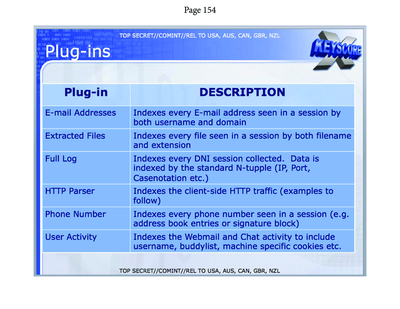 Page 154
TOP SECRET//COMINT//REL TO USA, AUS, CAN, GBR, NZL
Plug-ins
X
KEYSCORE
Plug-in DESCRIPTION
E-mail Addresses Indexes every E-mail address seen in a session by
both username and domain
Extracted Files Indexes every file seen in a session by both filename
and extension
Full Log Indexes every DNI session collected. Data is
indexed by the standard N-tupple (IP, Port,
Casenotation etc.)
HTTP Parser Indexes the client-side HTTP traffic (examples to
follow)
Phone Number Indexes every phone number seen in a session (e.g.
address book entries or signature block)
User Activity Indexes the Webmail and Chat activity to include
username, buddylist, machine specific cookies etc.
TOP SECRET//COMINT//REL TO USA, AUS, CAN, GBR, NZL